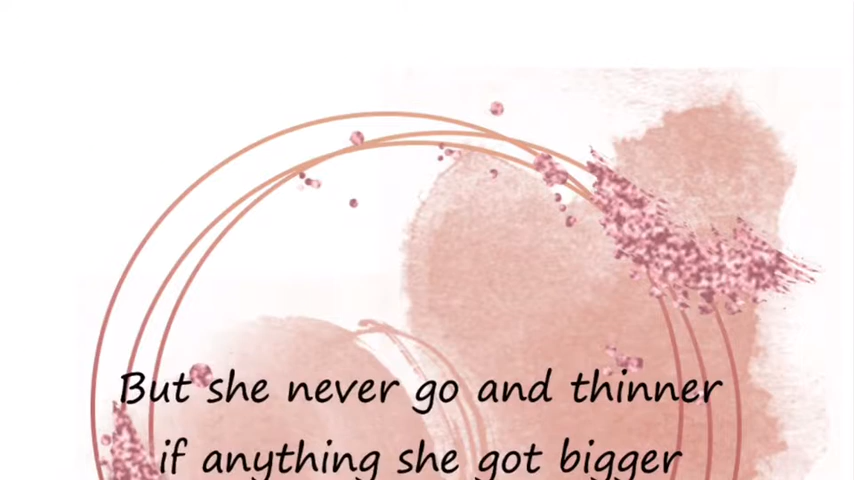 But she never go and thinner
if anything she got bigger